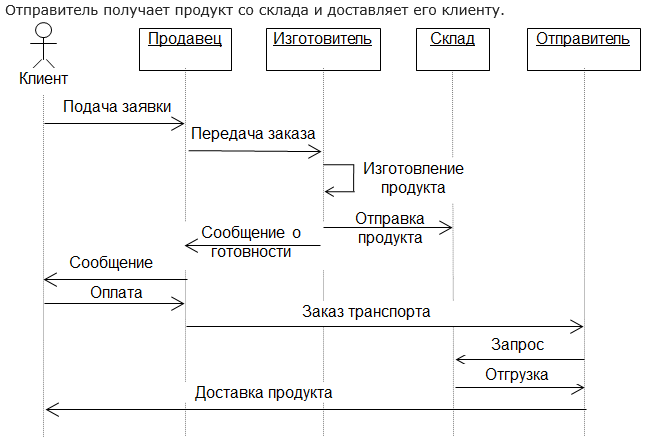 Отправитель получает продукт со склада и доставляет его клиенту.
Продавец
Изготовитель
Склад
Отправитель
Клиент
Подача заявки
Передача заказа
Изготовление
продукта
Отправка
продукта
Сообщение о
готовности
Сообщение
Оплата
Заказ транспорта
Запрос
Отгрузка
Доставка продукта